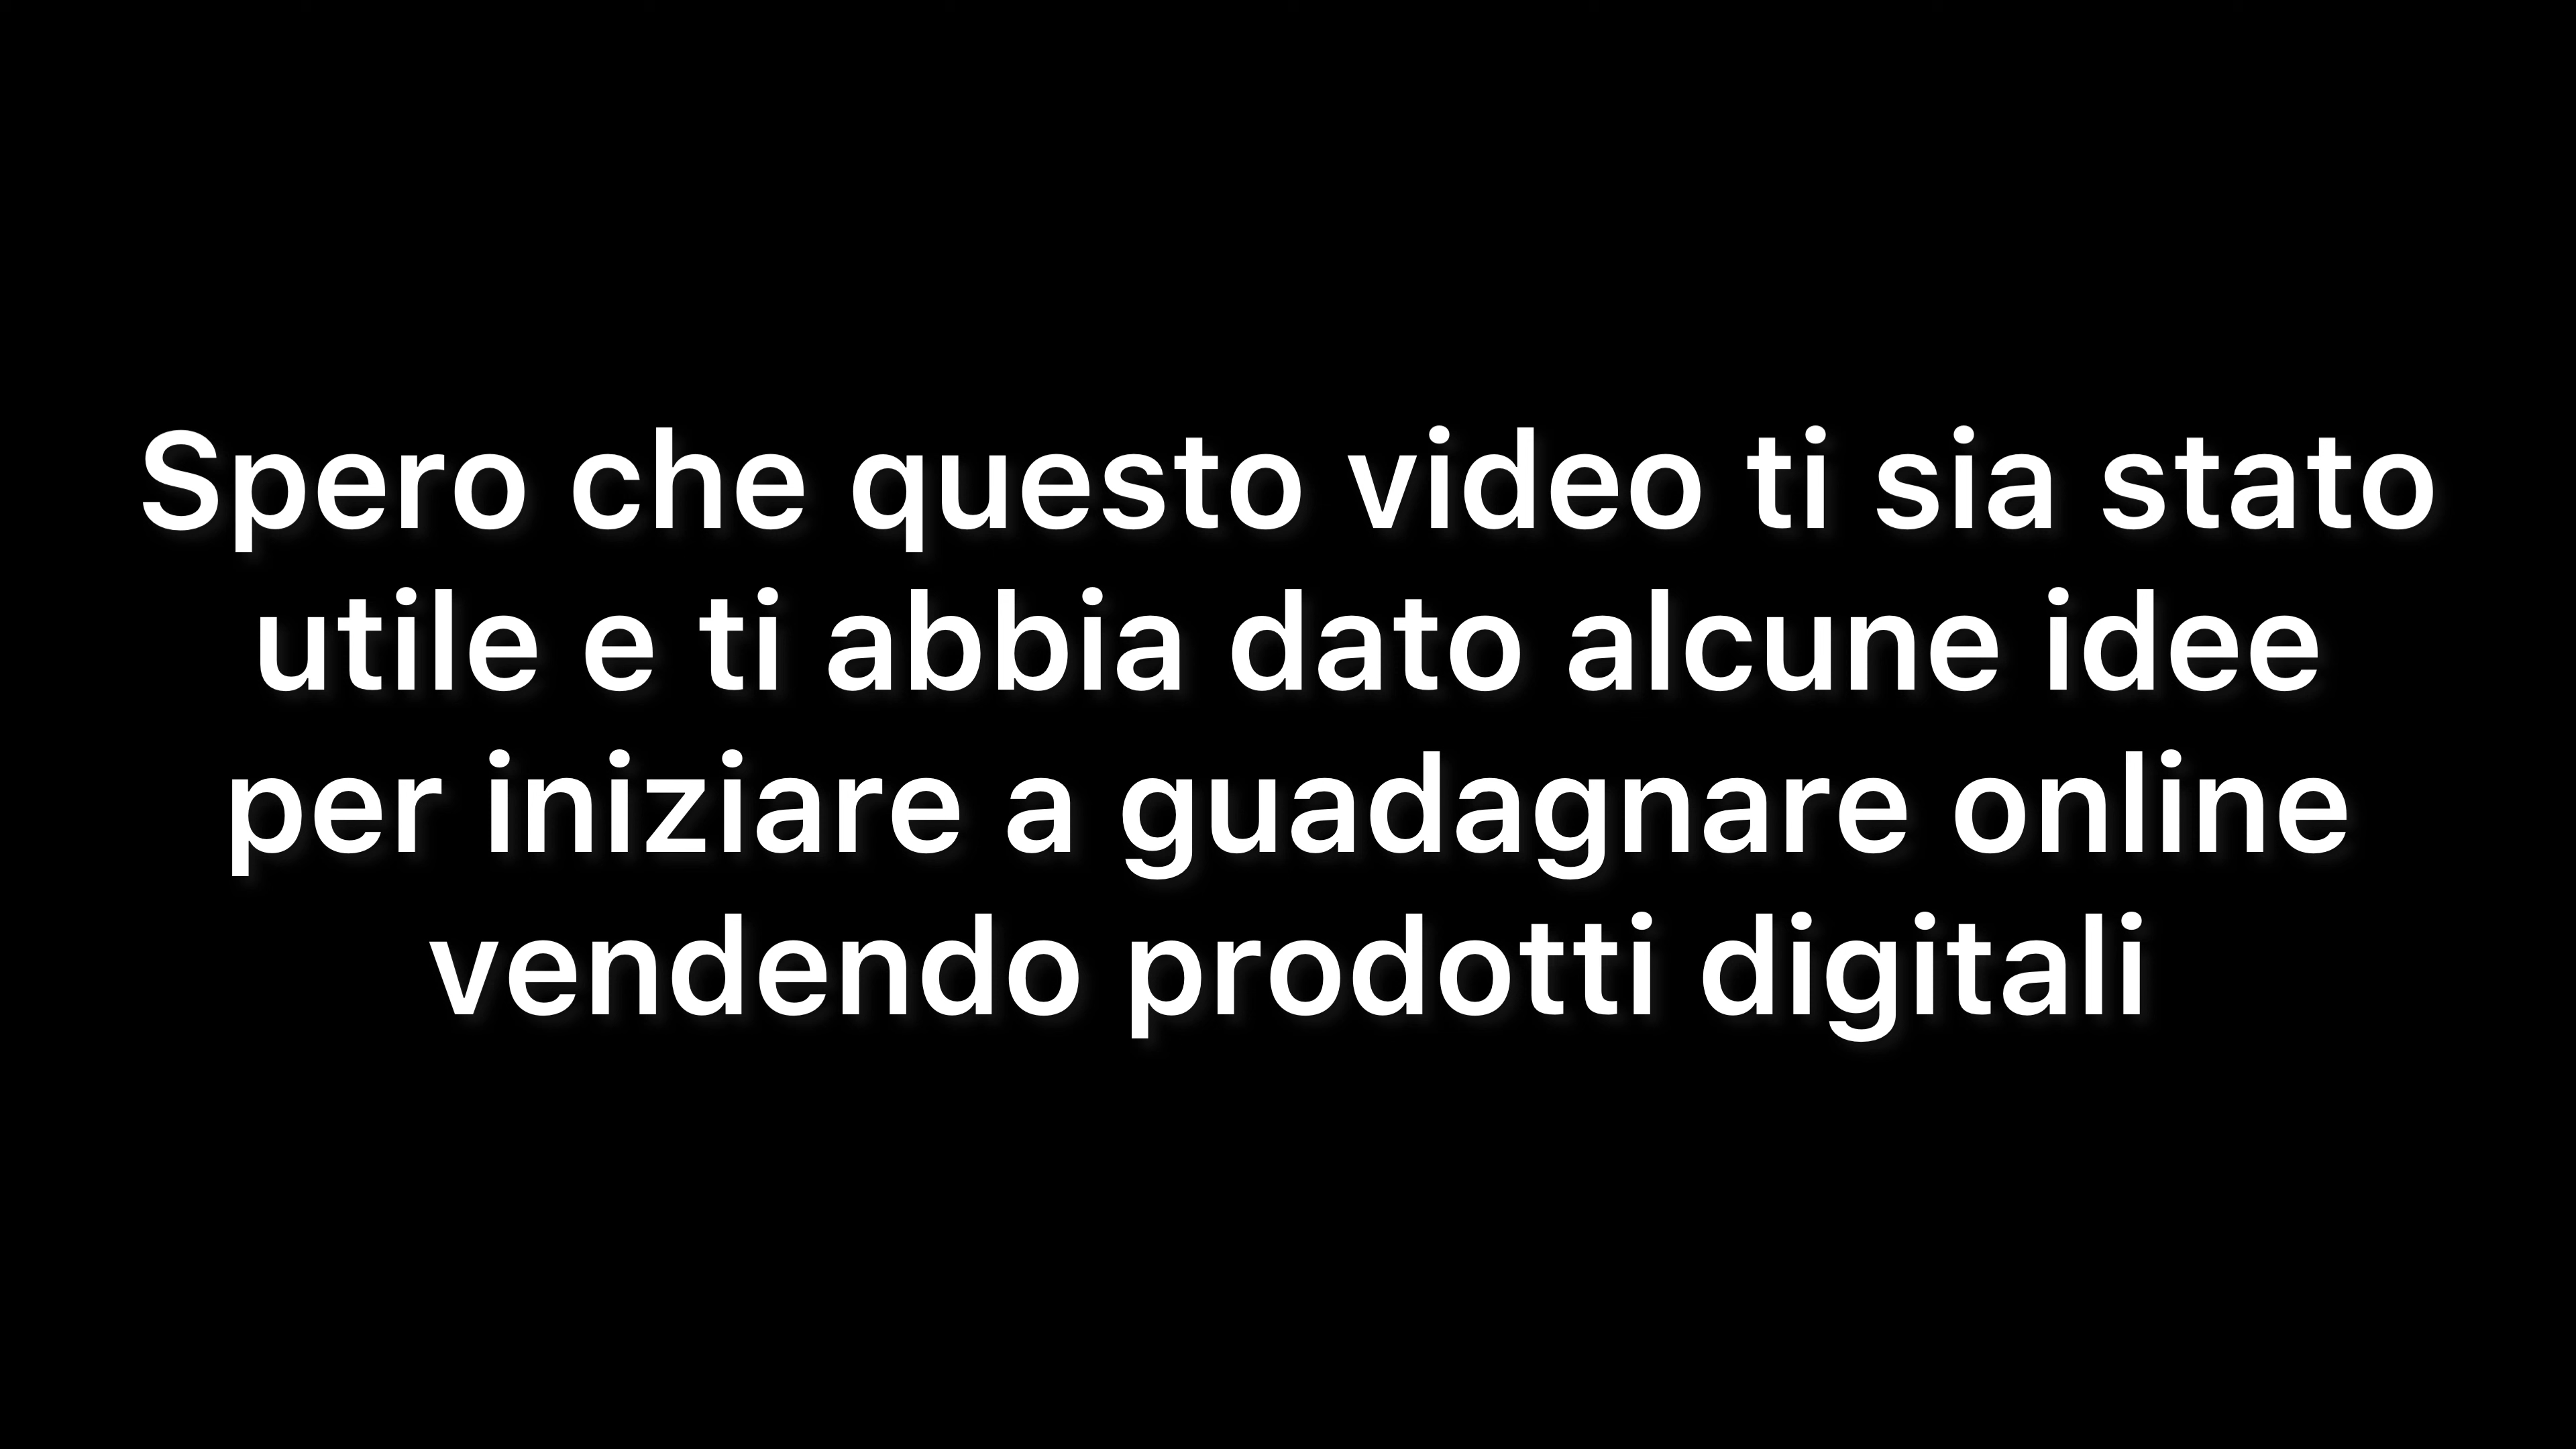 Spero che questo video ti sia stato
utile e ti abbia dato alcune idee
per iniziare a guadagnare online
vendendo prodotti digitali